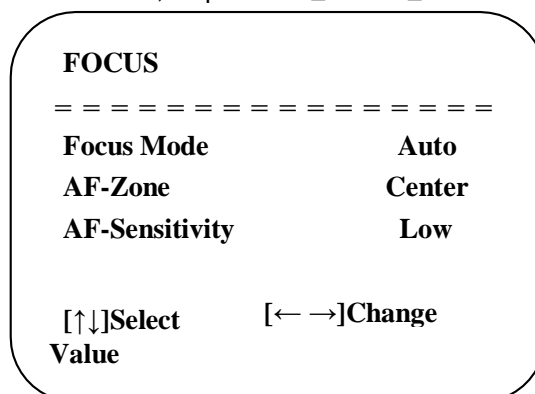 FOCUS
= = = = = = = = = = = = = = = =
Focus Mode Auto
AF-Zone Center
AF-Sensitivity Low
[↑↓]Select [← →]Change
Value